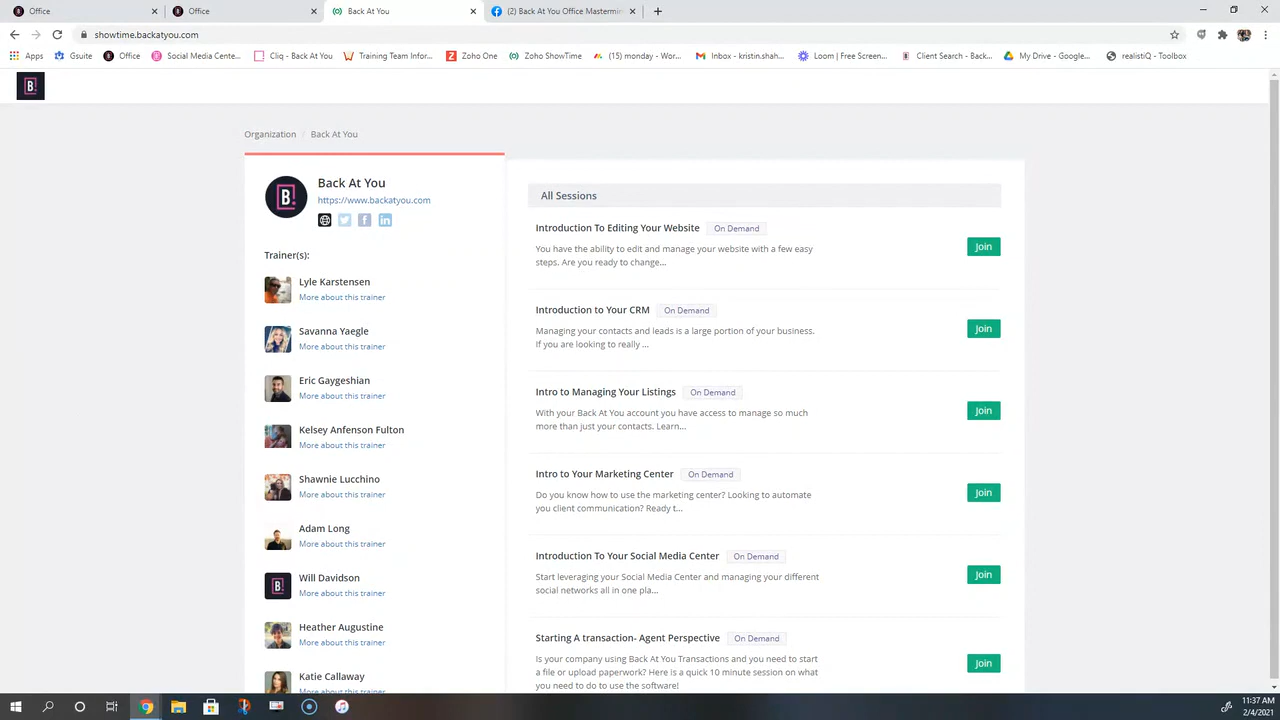 Office
Office
Back At You
(2) Back At You Office Mastermin
showtime.backatyou.com
Apps
Gsuite
Office
Social Media Cente...
Cliq - Back At You
Training Team Infor...
Zoho One
Zoho ShowTime
(15) monday - Wor...
Inbox - kristin.shah...
Loom | Free Screen...
Client Search - Back...
My Drive - Google...
realistiQ - Toolbox
B!
Organization / Back At You
B!
Back At You
https://www.backatyou.com
Trainer(s):
Lyle Karstensen
More about this trainer
Savanna Yaegle
More about this trainer
Eric Gaygeshian
More about this trainer
Kelsey Anfenson Fulton
More about this trainer
Shawnie Lucchino
More about this trainer
Adam Long
More about this trainer
B!
Will Davidson
More about this trainer
Heather Augustine
More about this trainer
Katie Callaway
More about this trainer
All Sessions
Introduction To Editing Your Website On Demand
You have the ability to edit and manage your website with a few easy
steps. Are you ready to change...
Join
Introduction to Your CRM On Demand
Managing your contacts and leads is a large portion of your business.
If you are looking to really ...
Join
Intro to Managing Your Listings On Demand
With your Back At You account you have access to manage so much
more than just your contacts. Learn...
Join
Intro to Your Marketing Center On Demand
Do you know how to use the marketing center? Looking to automate
you client communication? Ready t...
Join
Introduction To Your Social Media Center On Demand
Start leveraging your Social Media Center and managing your different
social networks all in one pla...
Join
Starting A transaction- Agent Perspective On Demand
Is your company using Back At You Transactions and you need to start
a file or upload paperwork? Here is a quick 10 minute session on what
you need to do to use the software!
Join
11:37 AM
2/4/2021